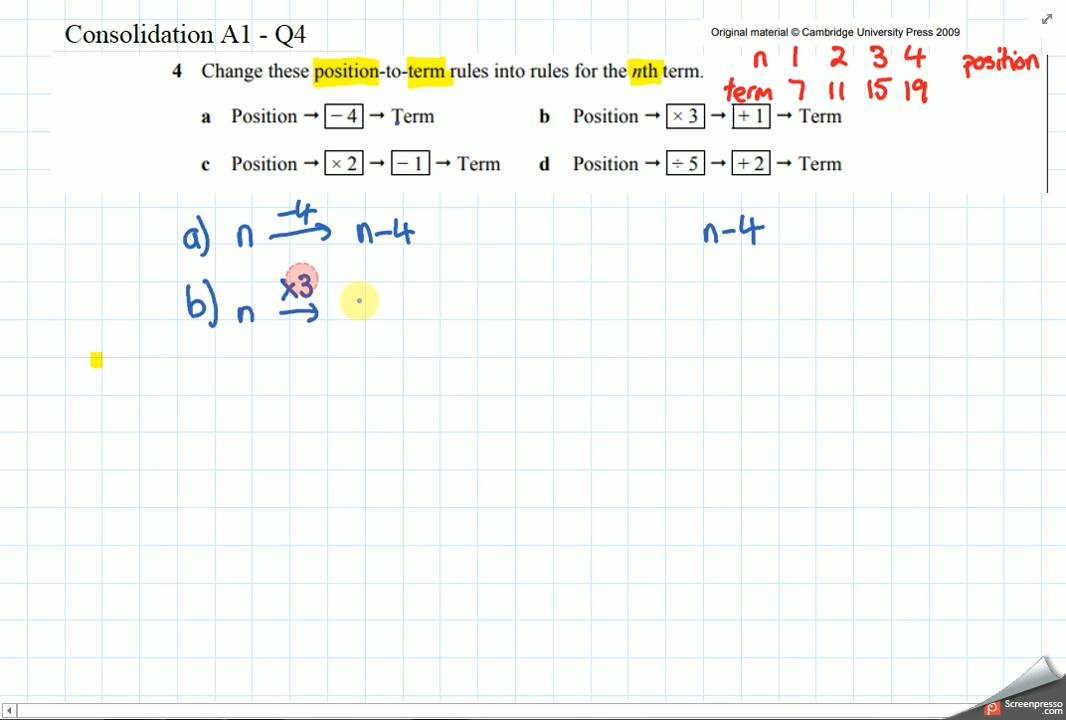 Consolidation A1 - Q4
Original material © Cambridge University Press 2009
n 1 2 3 4 position
4 Change these position-to-term rules into rules for the nth term.
term 7 11 15 19
a Position → − 4 → Term b Position → × 3 → + 1 → Term
c Position → × 2 → − 1 → Term d Position → ÷ 5 → + 2 → Term
a) n −4 → n−4 n−4
b) n ×3 →
Screenpresso
.com